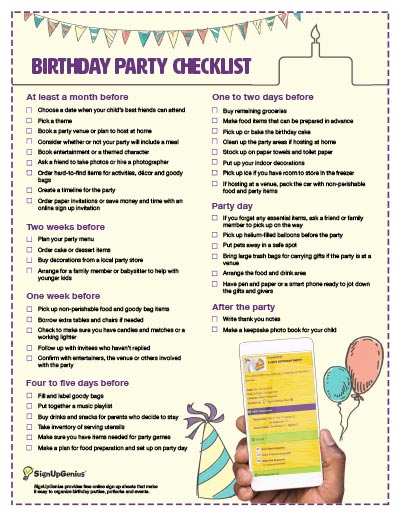 BIRTHDAY PARTY CHECKLIST
At least a month before
Choose a date when your child's best friends can attend
Pick a theme
Book a party venue or plan to host at home
Consider whether or not your party will include a meal
Book entertainment or a themed character
Ask a friend to take photos or hire a photographer
Order hard-to-find items for activities, décor and goody
bags
Create a timeline for the party
Order paper invitations or save money and time with an
online sign up invitation
Two weeks before
Plan your party menu
Order cake or dessert items
Buy decorations from a local party store
Arrange for a family member or babysitter to help with
younger kids
One week before
Pick up non-perishable food and goody bag items
Borrow extra tables and chairs if needed
Check to make sure you have candles and matches or a
working lighter
Follow up with invitees who haven't replied
Confirm with entertainers, the venue or others involved
with the party
Four to five days before
Fill and label goody bags
Put together a music playlist
Buy drinks and snacks for parents who decide to stay
Take inventory of serving utensils
Make sure you have items needed for party games
Make a plan for food preparation and set up on party day
SignUpGenius
SignUpGenius provides free online sign up sheets that make
it easy to organize birthday parties, potlucks and events.
One to two days before
Buy remaining groceries
Make food items that can be prepared in advance
Pick up or bake the birthday cake
Clean up the party areas if hosting at home
Stock up on paper towels and toilet paper
Put up your indoor decorations
Pick up ice if you have room to store in the freezer
If hosting at a venue, pack the car with non-perishable
food and party items
Party day
If you forget any essential items, ask a friend or family
member to pick up on the way
Pick up helium-filled balloons before the party
Put pets away in a safe spot
Bring large trash bags for carrying gifts if the party is at a
venue
Arrange the food and drink area
Have pen and paper or a smart phone ready to jot down
the gifts and givers
After the party
Write thank you notes
Make a keepsake photo book for your child